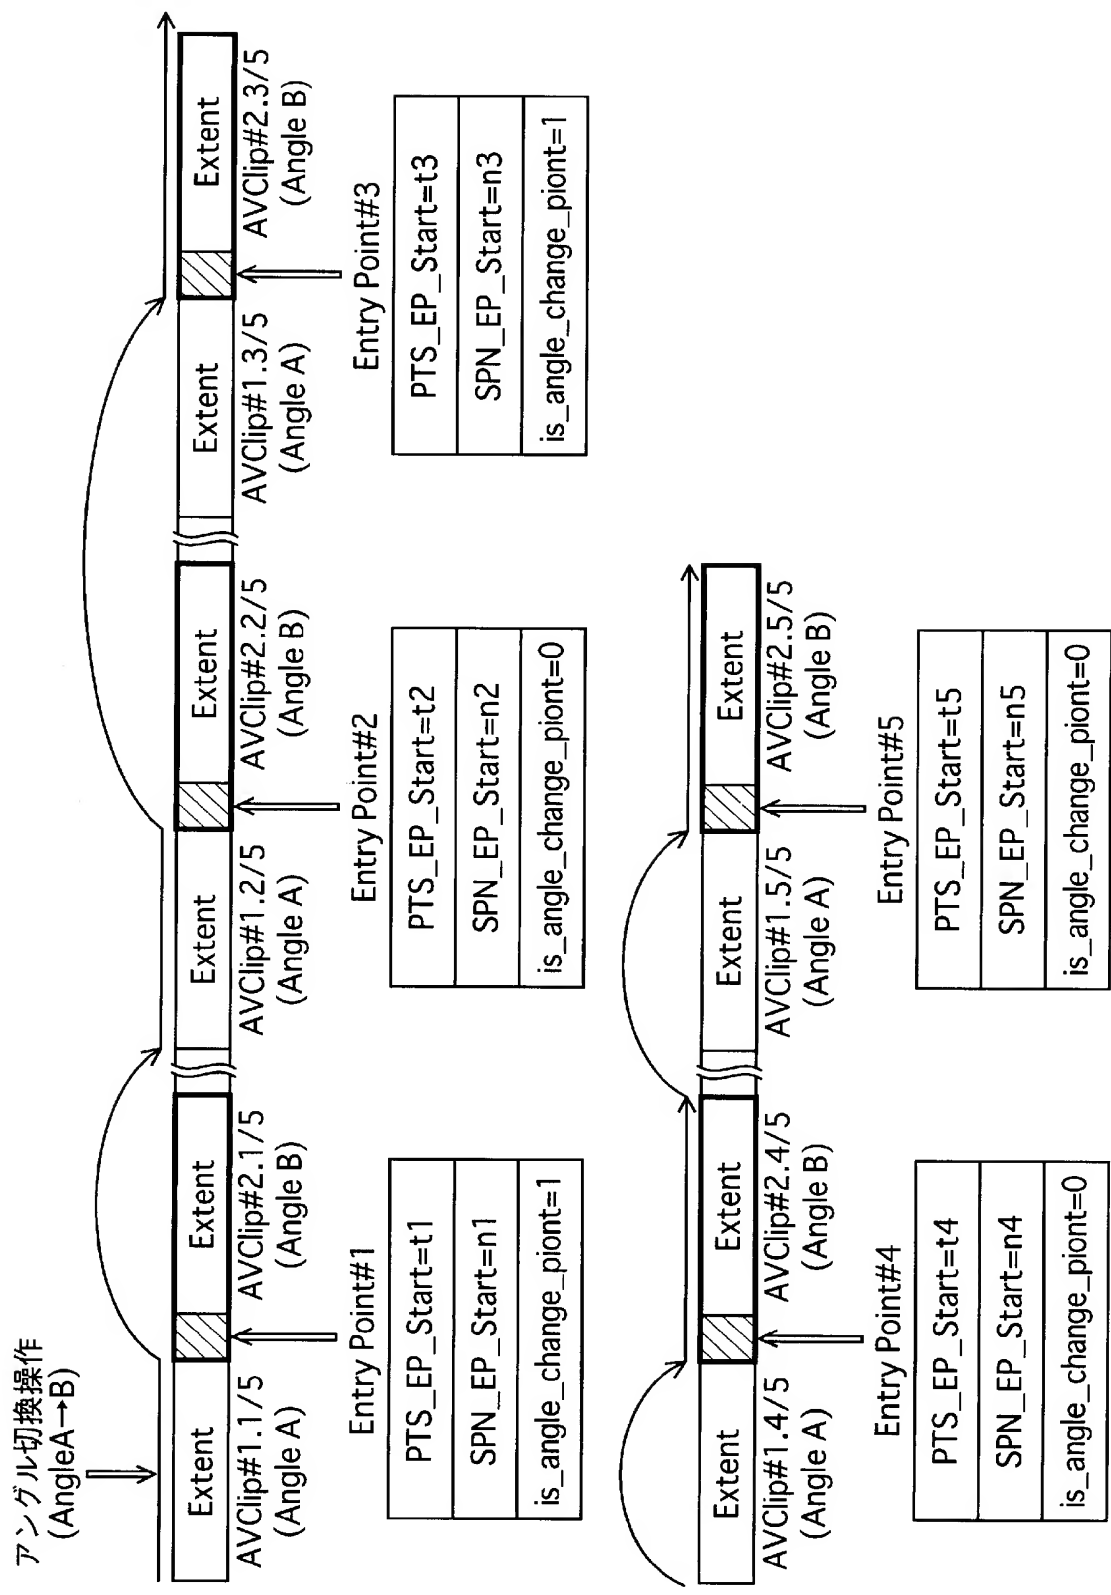 アングル切換操作
(AngleA→B)
Extent
Extent
Extent
Extent
Extent
Extent
AVClip#1.1/5
(Angle A)
AVClip#2.1/5
(Angle B)
AVClip#1.2/5
(Angle A)
AVClip#2.2/5
(Angle B)
AVClip#1.3/5
(Angle A)
AVClip#2.3/5
(Angle B)
Entry Point#1
PTS_EP_Start=t1
SPN_EP_Start=n1
is_angle_change_piont=1
Entry Point#2
PTS_EP_Start=t2
SPN_EP_Start=n2
is_angle_change_piont=0
Entry Point#3
PTS_EP_Start=t3
SPN_EP_Start=n3
is_angle_change_piont=1
Extent
Extent
Extent
Extent
AVClip#1.4/5
(Angle A)
AVClip#2.4/5
(Angle B)
AVClip#1.5/5
(Angle A)
AVClip#2.5/5
(Angle B)
Entry Point#4
PTS_EP_Start=t4
SPN_EP_Start=n4
is_angle_change_piont=0
Entry Point#5
PTS_EP_Start=t5
SPN_EP_Start=n5
is_angle_change_piont=0